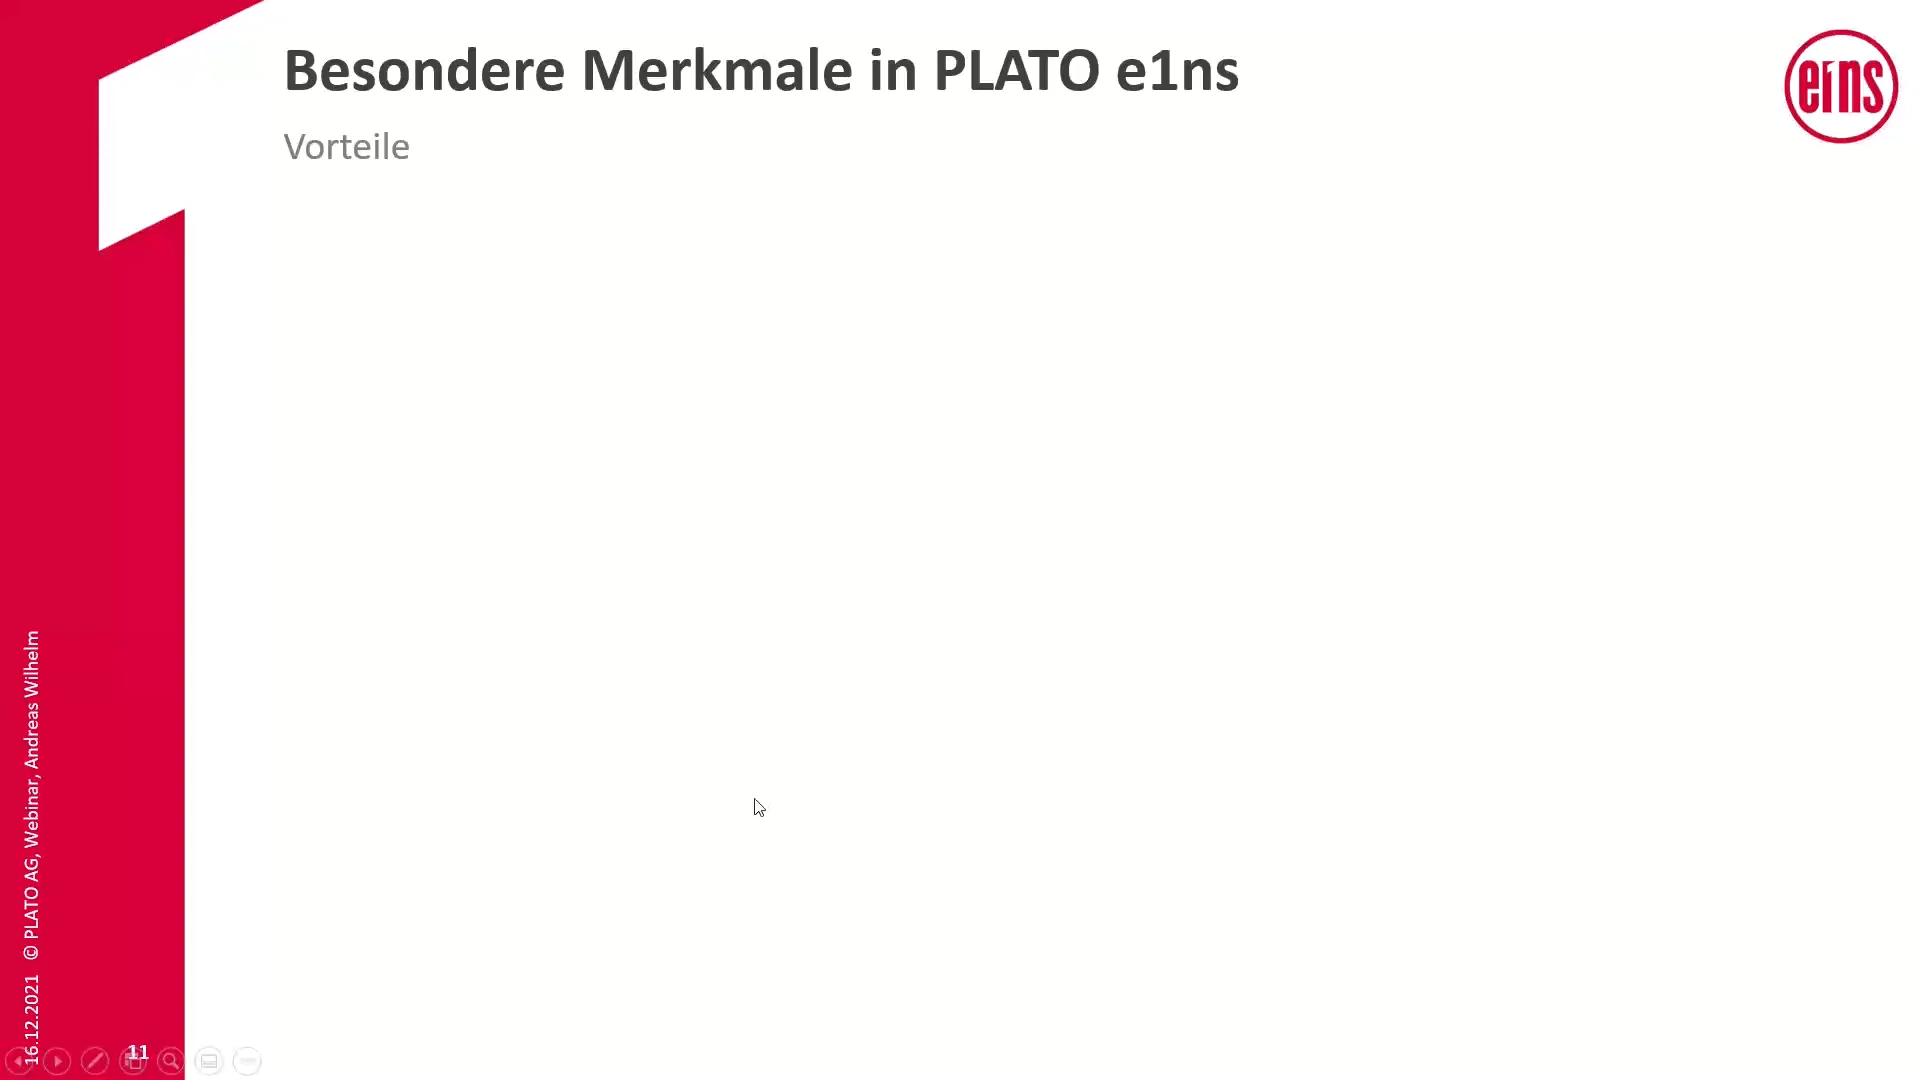 Besondere Merkmale in PLATO e1ns
Vorteile
e1ns
16.12.2021 © PLATO AG, Webinar, Andreas Wilhelm
11